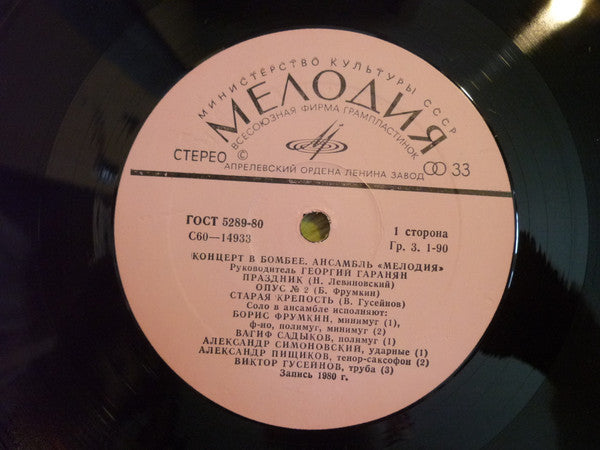 МИНИСТЕРСТВО КУЛЬТУРЫ СССР
МЕЛОДИЯ
ВСЕСОЮЗНАЯ ФИРМА ГРАМПЛАСТИНОК
СТЕРЕО © 33
АПРЕЛЕВСКИЙ ОРДЕНА ЛЕНИНА ЗАВОД
ГОСТ 5289-80 1 сторона
С60—14933 Гр. 3. 1-90
КОНЦЕРТ В БОМБЕЕ. АНСАМБЛЬ «МЕЛОДИЯ»
Руководитель ГЕОРГИЙ ГАРАНЯН
ПРАЗДНИК (Н. Левиновский)
ОПУС № 2 (Б. Фрумкин)
СТАРАЯ КРЕПОСТЬ (В. Гусейнов)
Соло в ансамбле исполняют:
БОРИС ФРУМКИН, минимуг (1),
ф-но, полимуг, минимуг (2)
ВАГИФ САДЫКОВ, полимуг (1)
АЛЕКСАНДР СИМОНОВСКИЙ, ударные (1)
АЛЕКСАНДР ПИЩИКОВ, тенор-саксофон (2)
ВИКТОР ГУСЕЙНОВ, труба (3)
Запись 1980 г.